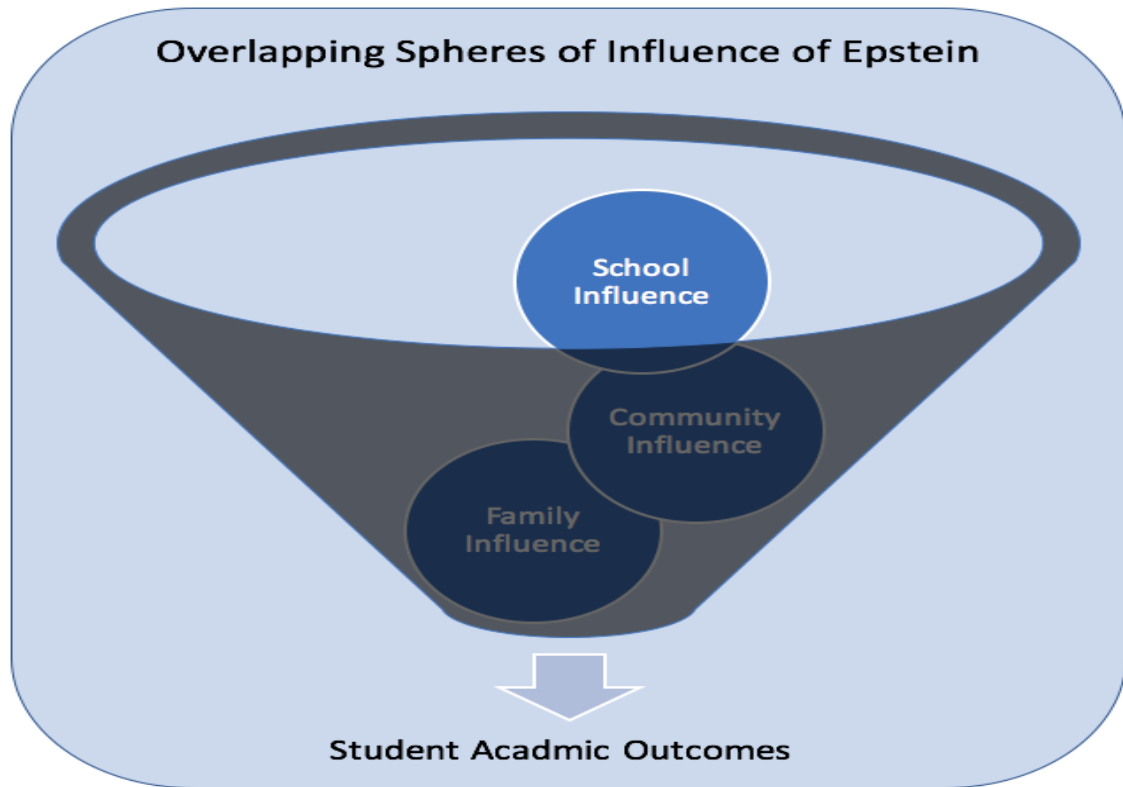 Overlapping Spheres of Influence of Epstein
School
Influence
Community
Influence
Family
Influence
Student Acadmic Outcomes